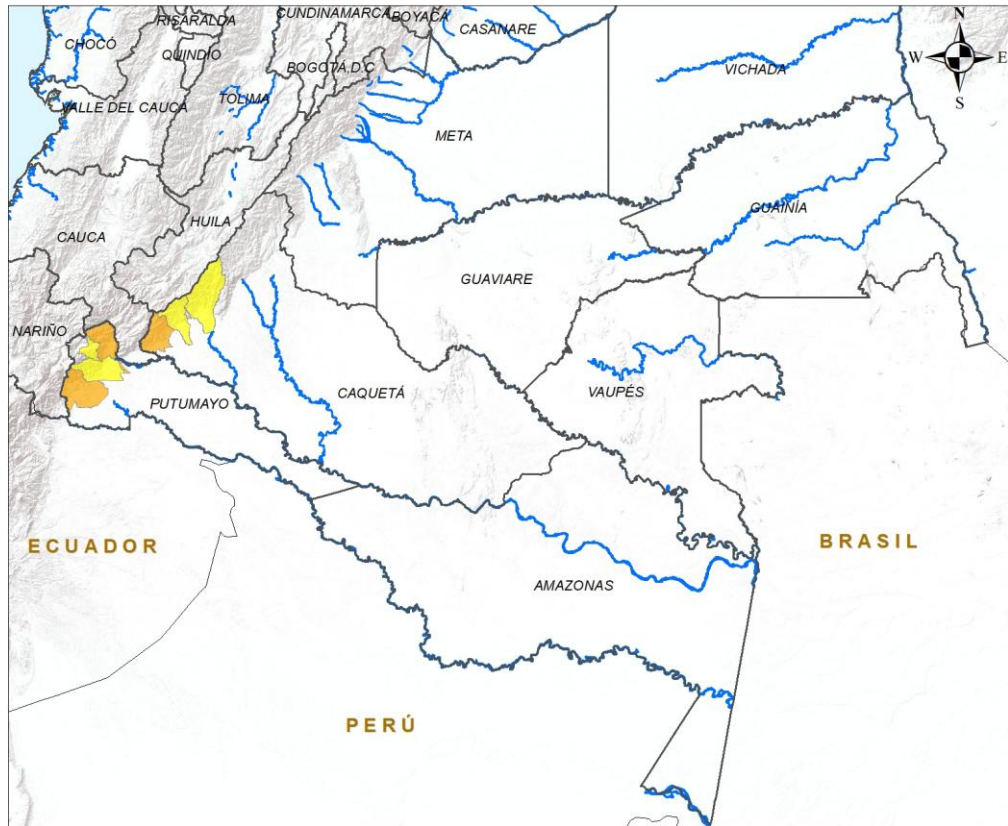 RISARALDA
CUNDINAMARCA
BOYACÁ
CASANARE
N
CHOCÓ
QUINDÍO
BOGOTÁ D.C
W
E
VICHADA
TOLIMA
VALLE DEL CAUCA
S
META
HUILA
GUAINÍA
CAUCA
GUAVIARE
NARIÑO
CAQUETÁ
VAUPÉS
PUTUMAYO
ECUADOR
BRASIL
AMAZONAS
PERÚ